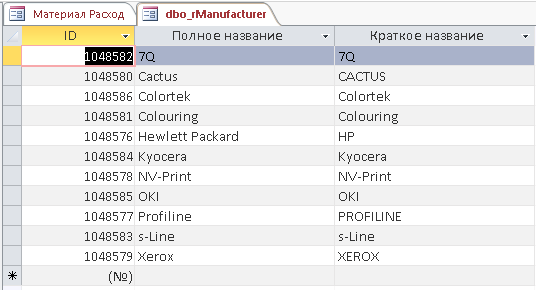 Материал Расход dbo_rManufacturer
ID Полное название Краткое название
1048582 7Q 7Q
1048580 Cactus CACTUS
1048586 Colortek Colortek
1048581 Colouring Colouring
1048576 Hewlett Packard HP
1048584 Kyocera Kyocera
1048578 NV-Print NV-Print
1048585 OKI OKI
1048577 Profiline PROFILINE
1048583 s-Line s-Line
1048579 Xerox XEROX
(№)